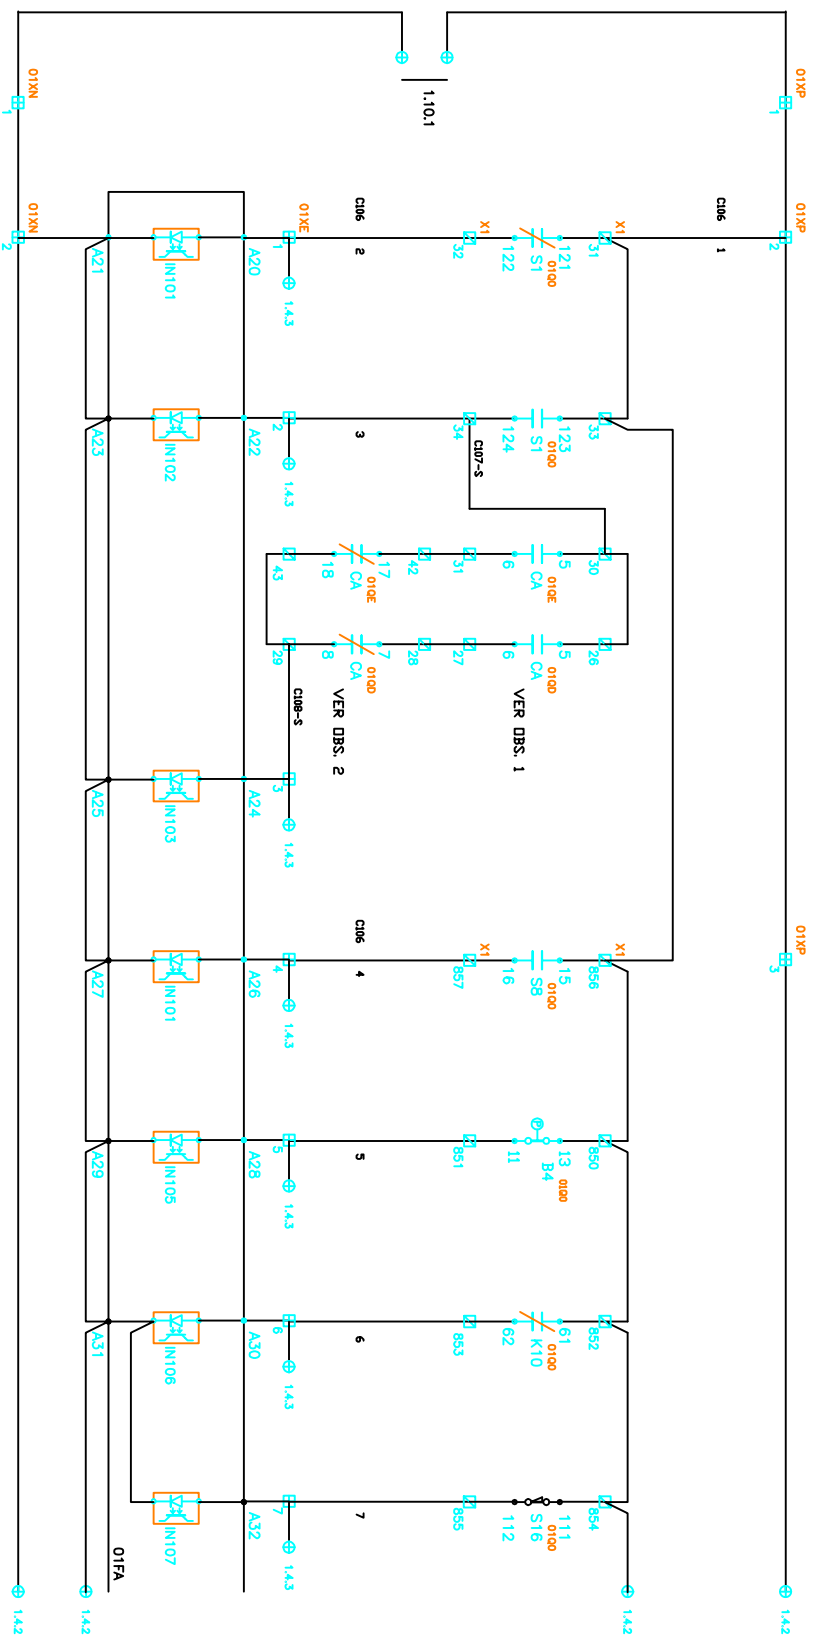 01XN
1
1.10.1
01XP
1
01XN
2
A21
IN101
A20
01XE
1
1.4.3
C106
2
X1
32
122
S1
01Q0
121
X1
31
C106
1
01XP
2
A23
IN102
A22
2
1.4.3
3
34
C107-S
124
S1
01Q0
123
33
43
18
CA
01QE
17
42
31
6
CA
01QE
5
30
29
8
CA
01QD
7
28
27
6
CA
01QD
5
26
C108-S
VER OBS. 2
VER OBS. 1
A25
IN103
A24
3
1.4.3
A27
IN101
A26
4
1.4.3
C106
4
X1
857
16
S8
01Q0
15
X1
856
01XP
3
A29
IN105
A28
5
1.4.3
5
851
11
P
B4
01Q0
13
850
A31
IN106
A30
6
1.4.3
6
853
62
K10
01Q0
61
852
01FA
IN107
A32
7
1.4.3
7
855
112
S16
01Q0
111
854
1.4.2
1.4.2
1.4.2
1.4.2